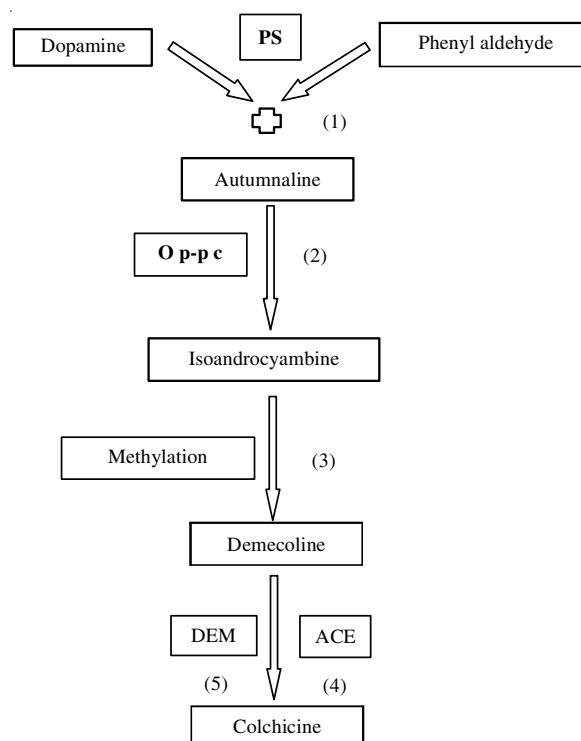 Dopamine
PS
Phenyl aldehyde
(1)
Autumnaline
O p-p c
(2)
Isoandrocyambine
Methylation
(3)
Demecoline
DEM
ACE
(5)
(4)
Colchicine